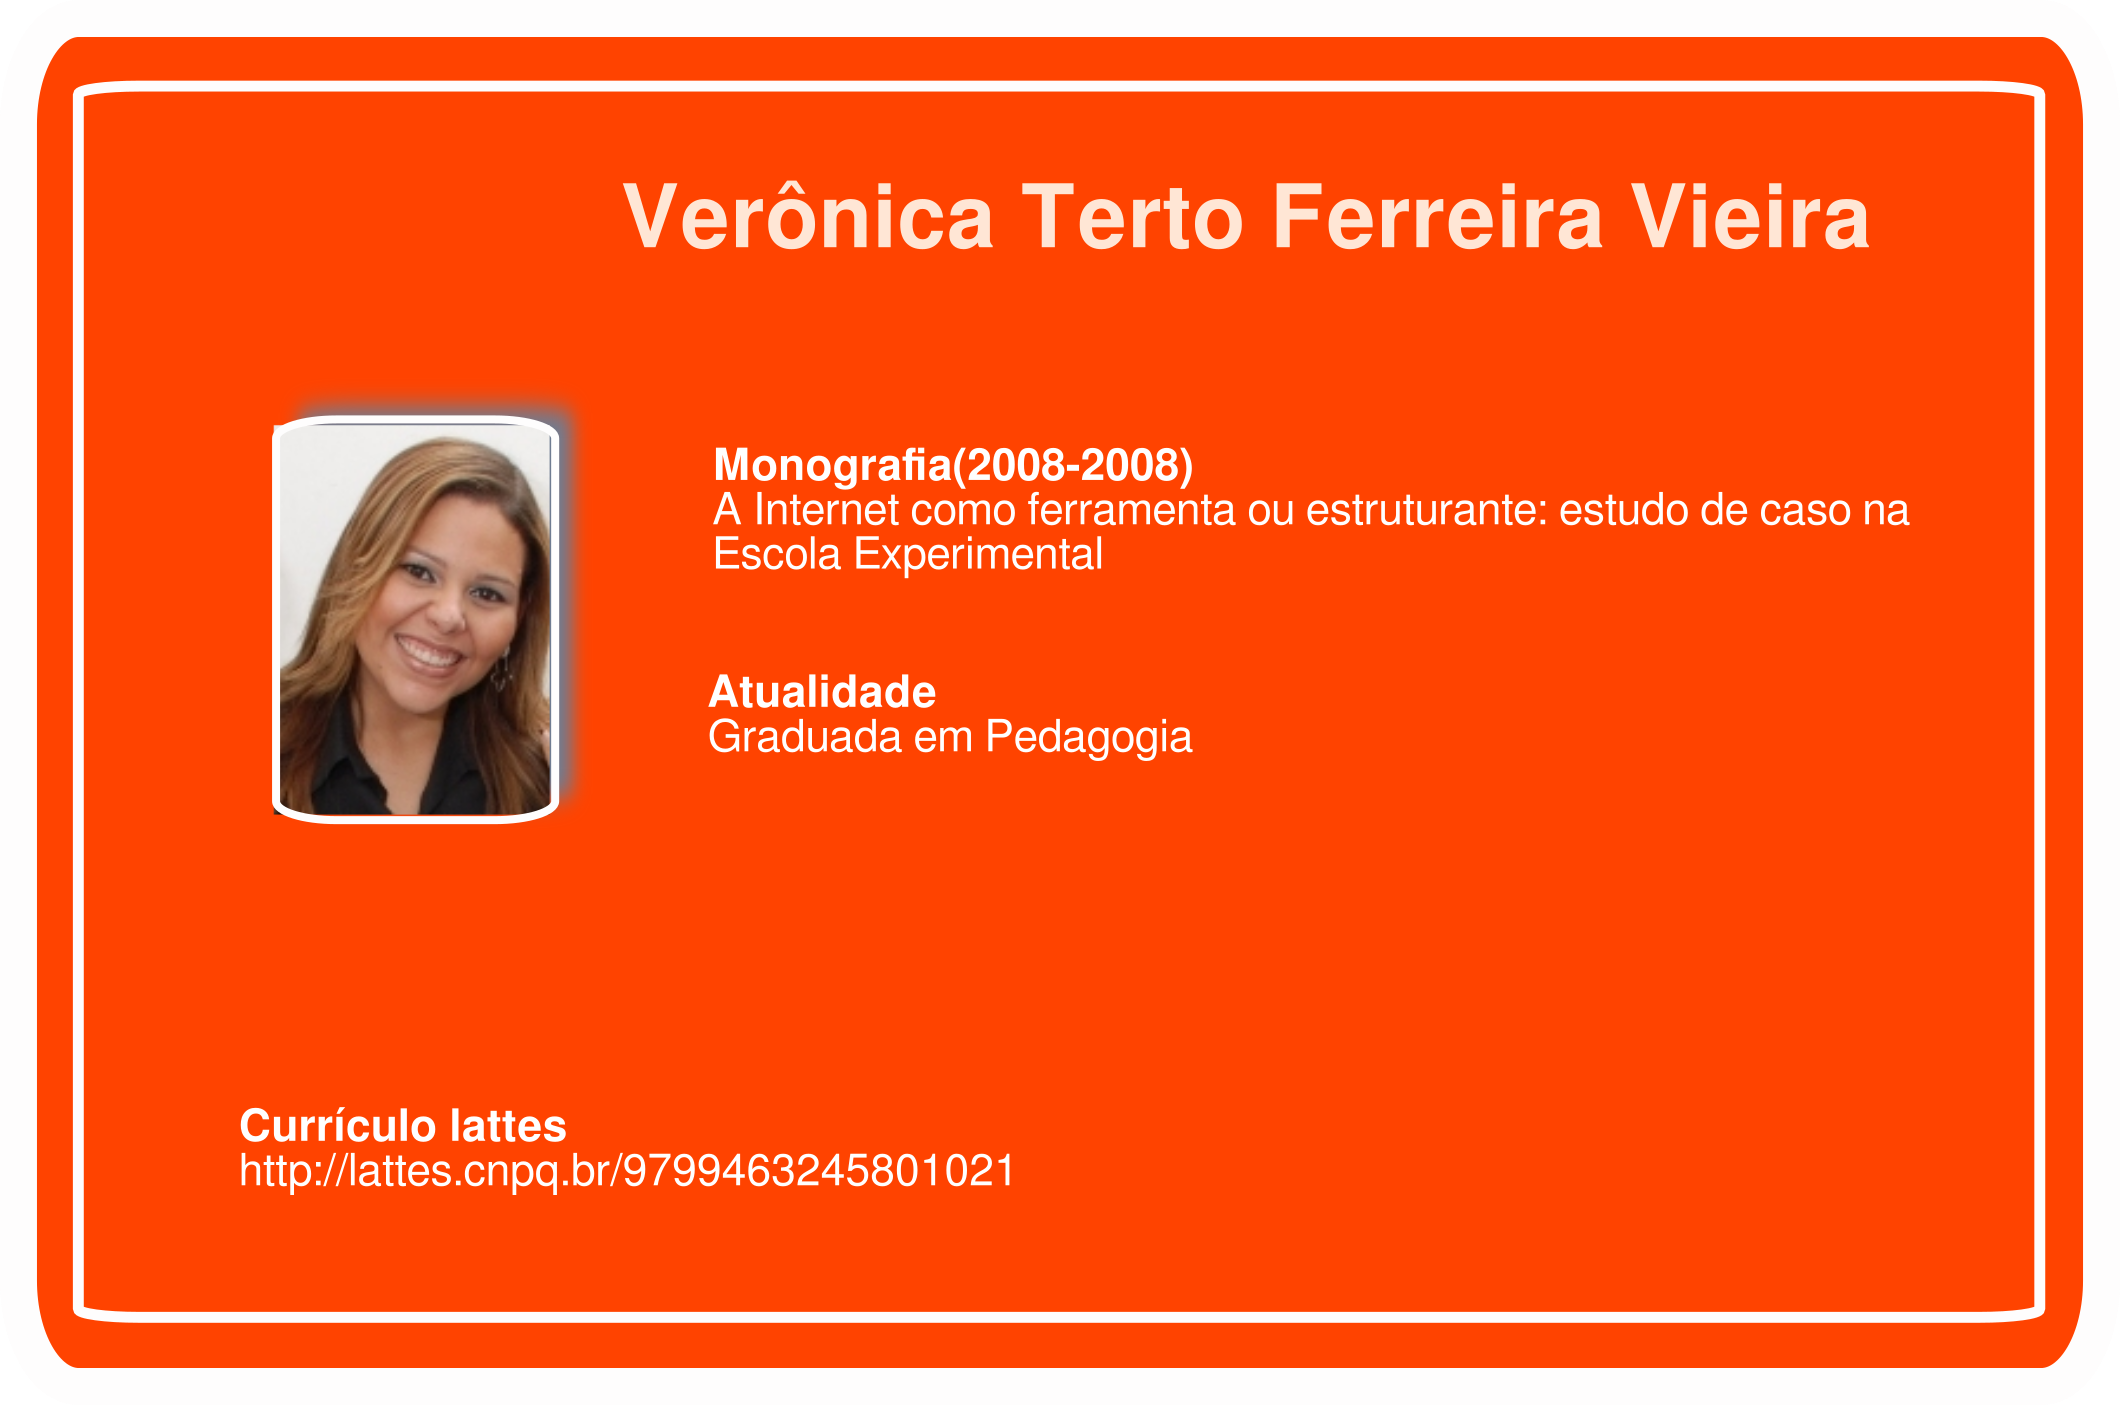 Verônica Terto Ferreira Vieira
Monografia(2008-2008)
A Internet como ferramenta ou estruturante: estudo de caso na
Escola Experimental
Atualidade
Graduada em Pedagogia
Currículo lattes
http://lattes.cnpq.br/9799463245801021